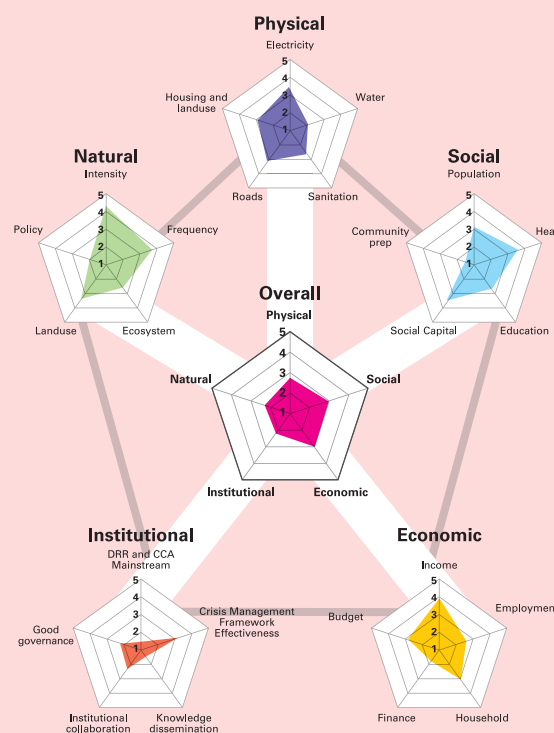 Physical
Electricity
5
4
3
2
1
Housing and
landuse
Water
Roads
Sanitation
Natural
Intensity
5
4
3
2
1
Policy
Frequency
Landuse
Ecosystem
Social
Population
5
4
3
2
1
Community
prep
Hea
Social Capital
Education
Overall
Physical
5
4
3
2
1
Natural
Social
Institutional
Economic
Institutional
DRR and CCA
Mainstream
5
4
3
2
1
Good
governance
Crisis Management
Framework
Effectiveness
Institutional
collaboration
Knowledge
dissemination
Economic
Income
5
4
3
2
1
Budget
Employmen
Finance
Household